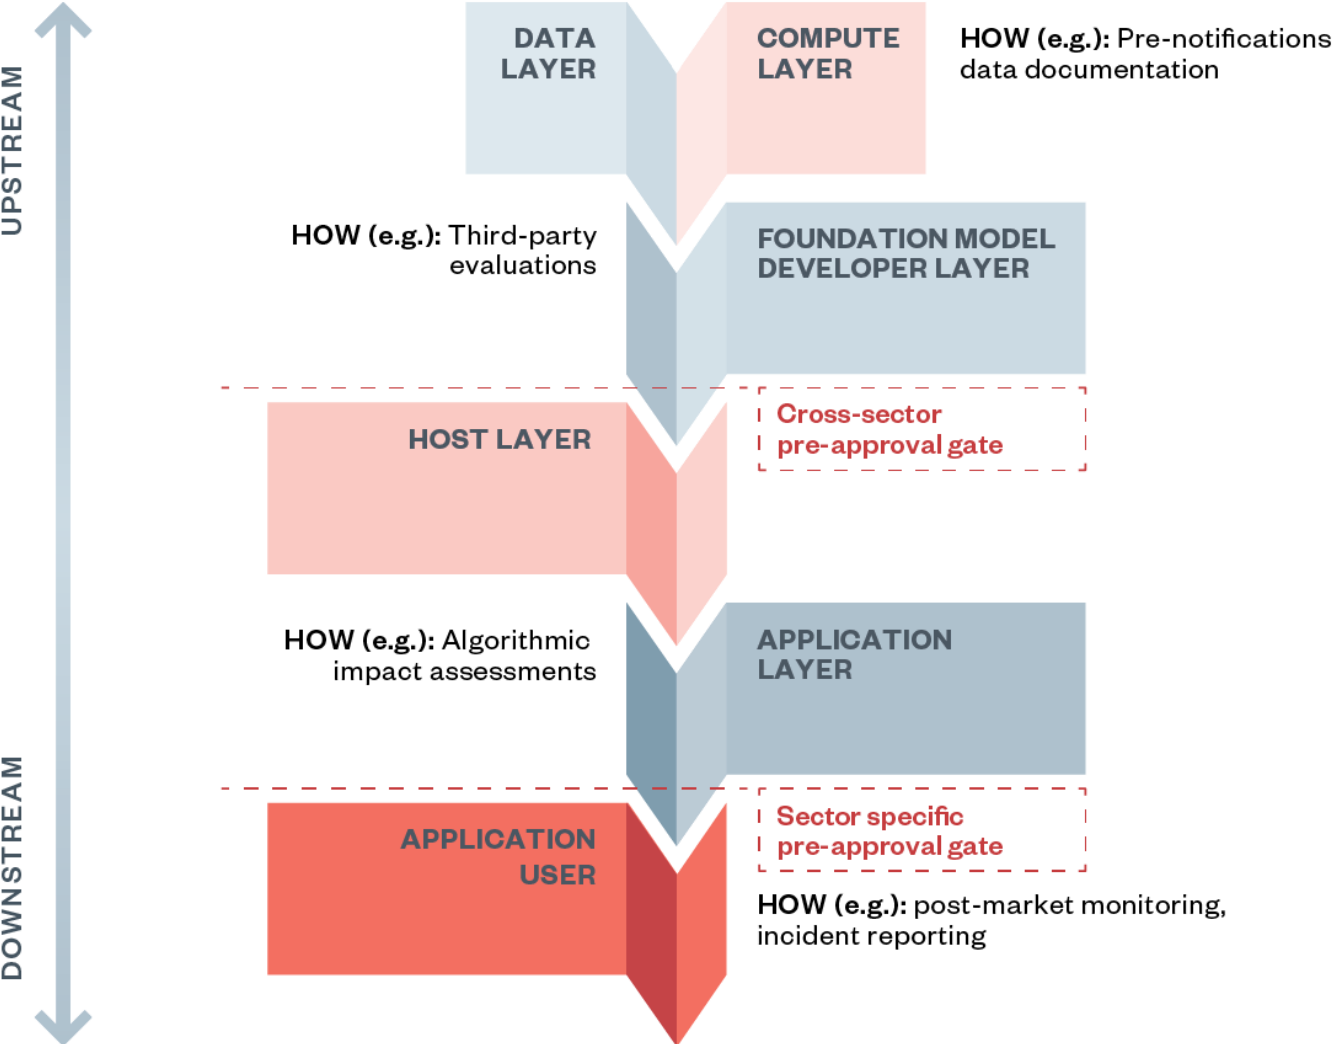 UPSTREAM
DATA
LAYER
COMPUTE
LAYER
HOW (e.g.): Pre-notifications
data documentation
HOW (e.g.): Third-party
evaluations
FOUNDATION MODEL
DEVELOPER LAYER
Cross-sector
pre-approval gate
HOST LAYER
HOW (e.g.): Algorithmic
impact assessments
APPLICATION
LAYER
DOWNSTREAM
Sector specific
pre-approval gate
APPLICATION
USER
HOW (e.g.): post-market monitoring,
incident reporting